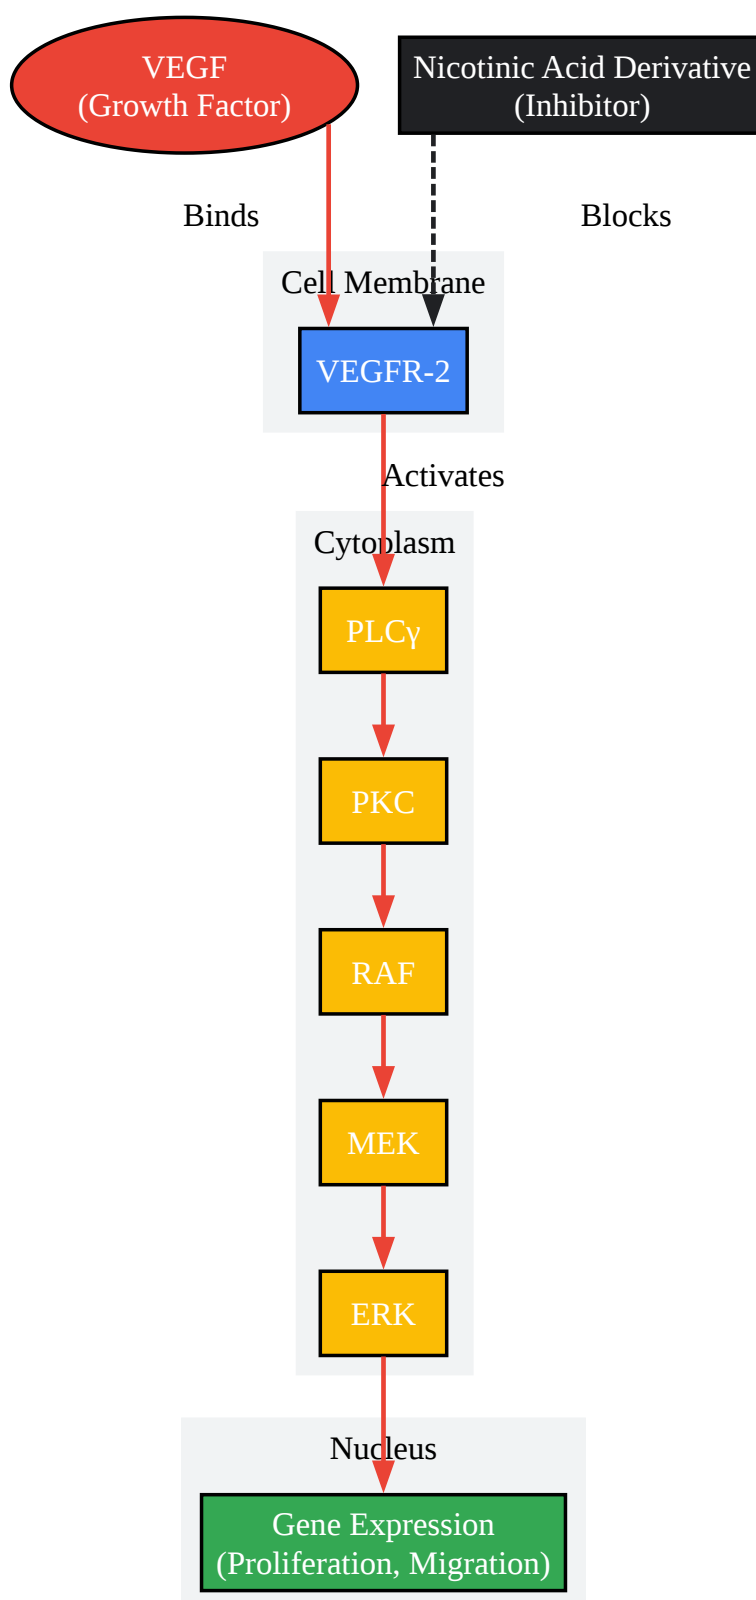 VEGF
(Growth Factor)
Nicotinic Acid Derivative
(Inhibitor)
Binds
Blocks
Cell Membrane
VEGFR-2
Activates
Cytoplasm
PLCγ
PKC
RAF
MEK
ERK
Nucleus
Gene Expression
(Proliferation, Migration)